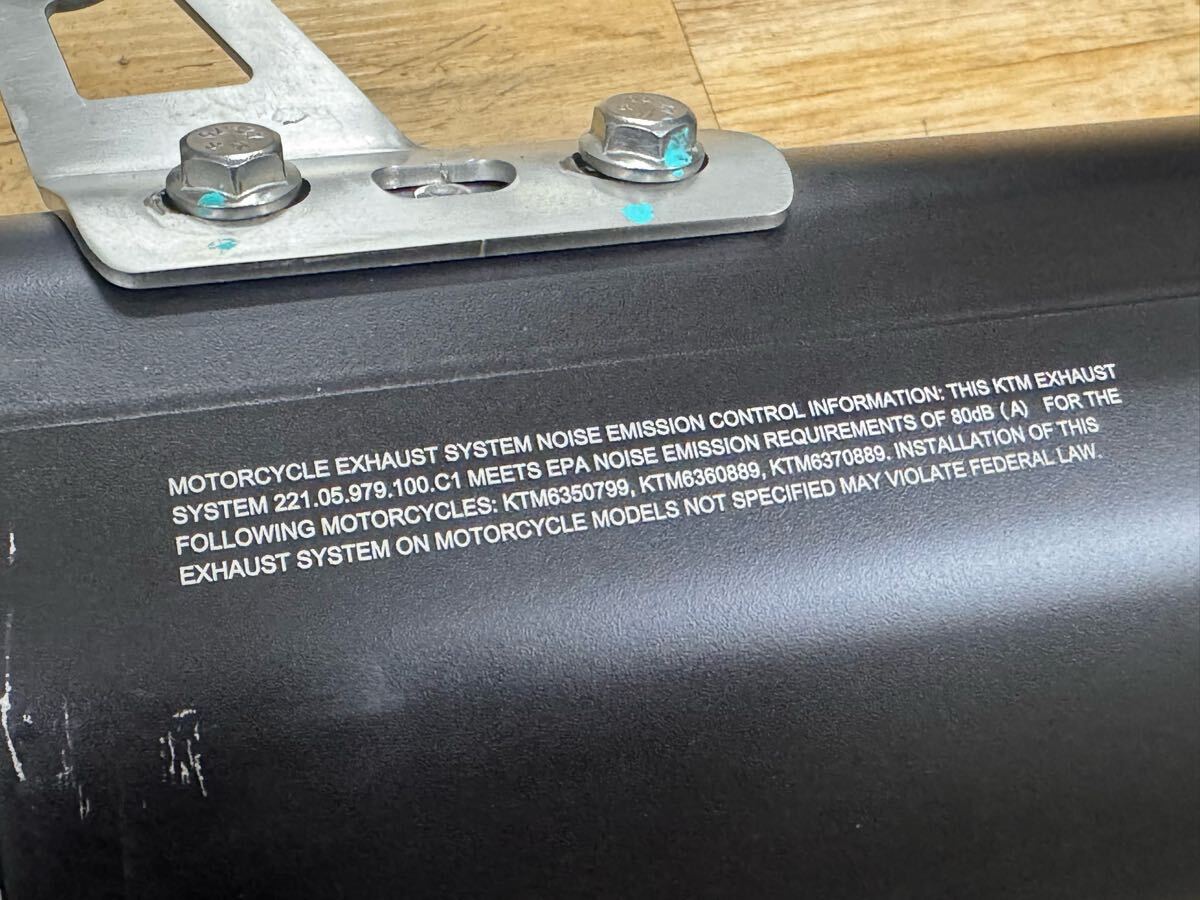 MOTORCYCLE EXHAUST SYSTEM NOISE EMISSION CONTROL INFORMATION: THIS KTM EXHAUST
SYSTEM 221.05.979.100.C1 MEETS EPA NOISE EMISSION REQUIREMENTS OF 80dB (A) FOR THE
FOLLOWING MOTORCYCLES: KTM6350799, KTM6360889, KTM6370889. INSTALLATION OF THIS
EXHAUST SYSTEM ON MOTORCYCLE MODELS NOT SPECIFIED MAY VIOLATE FEDERAL LAW.